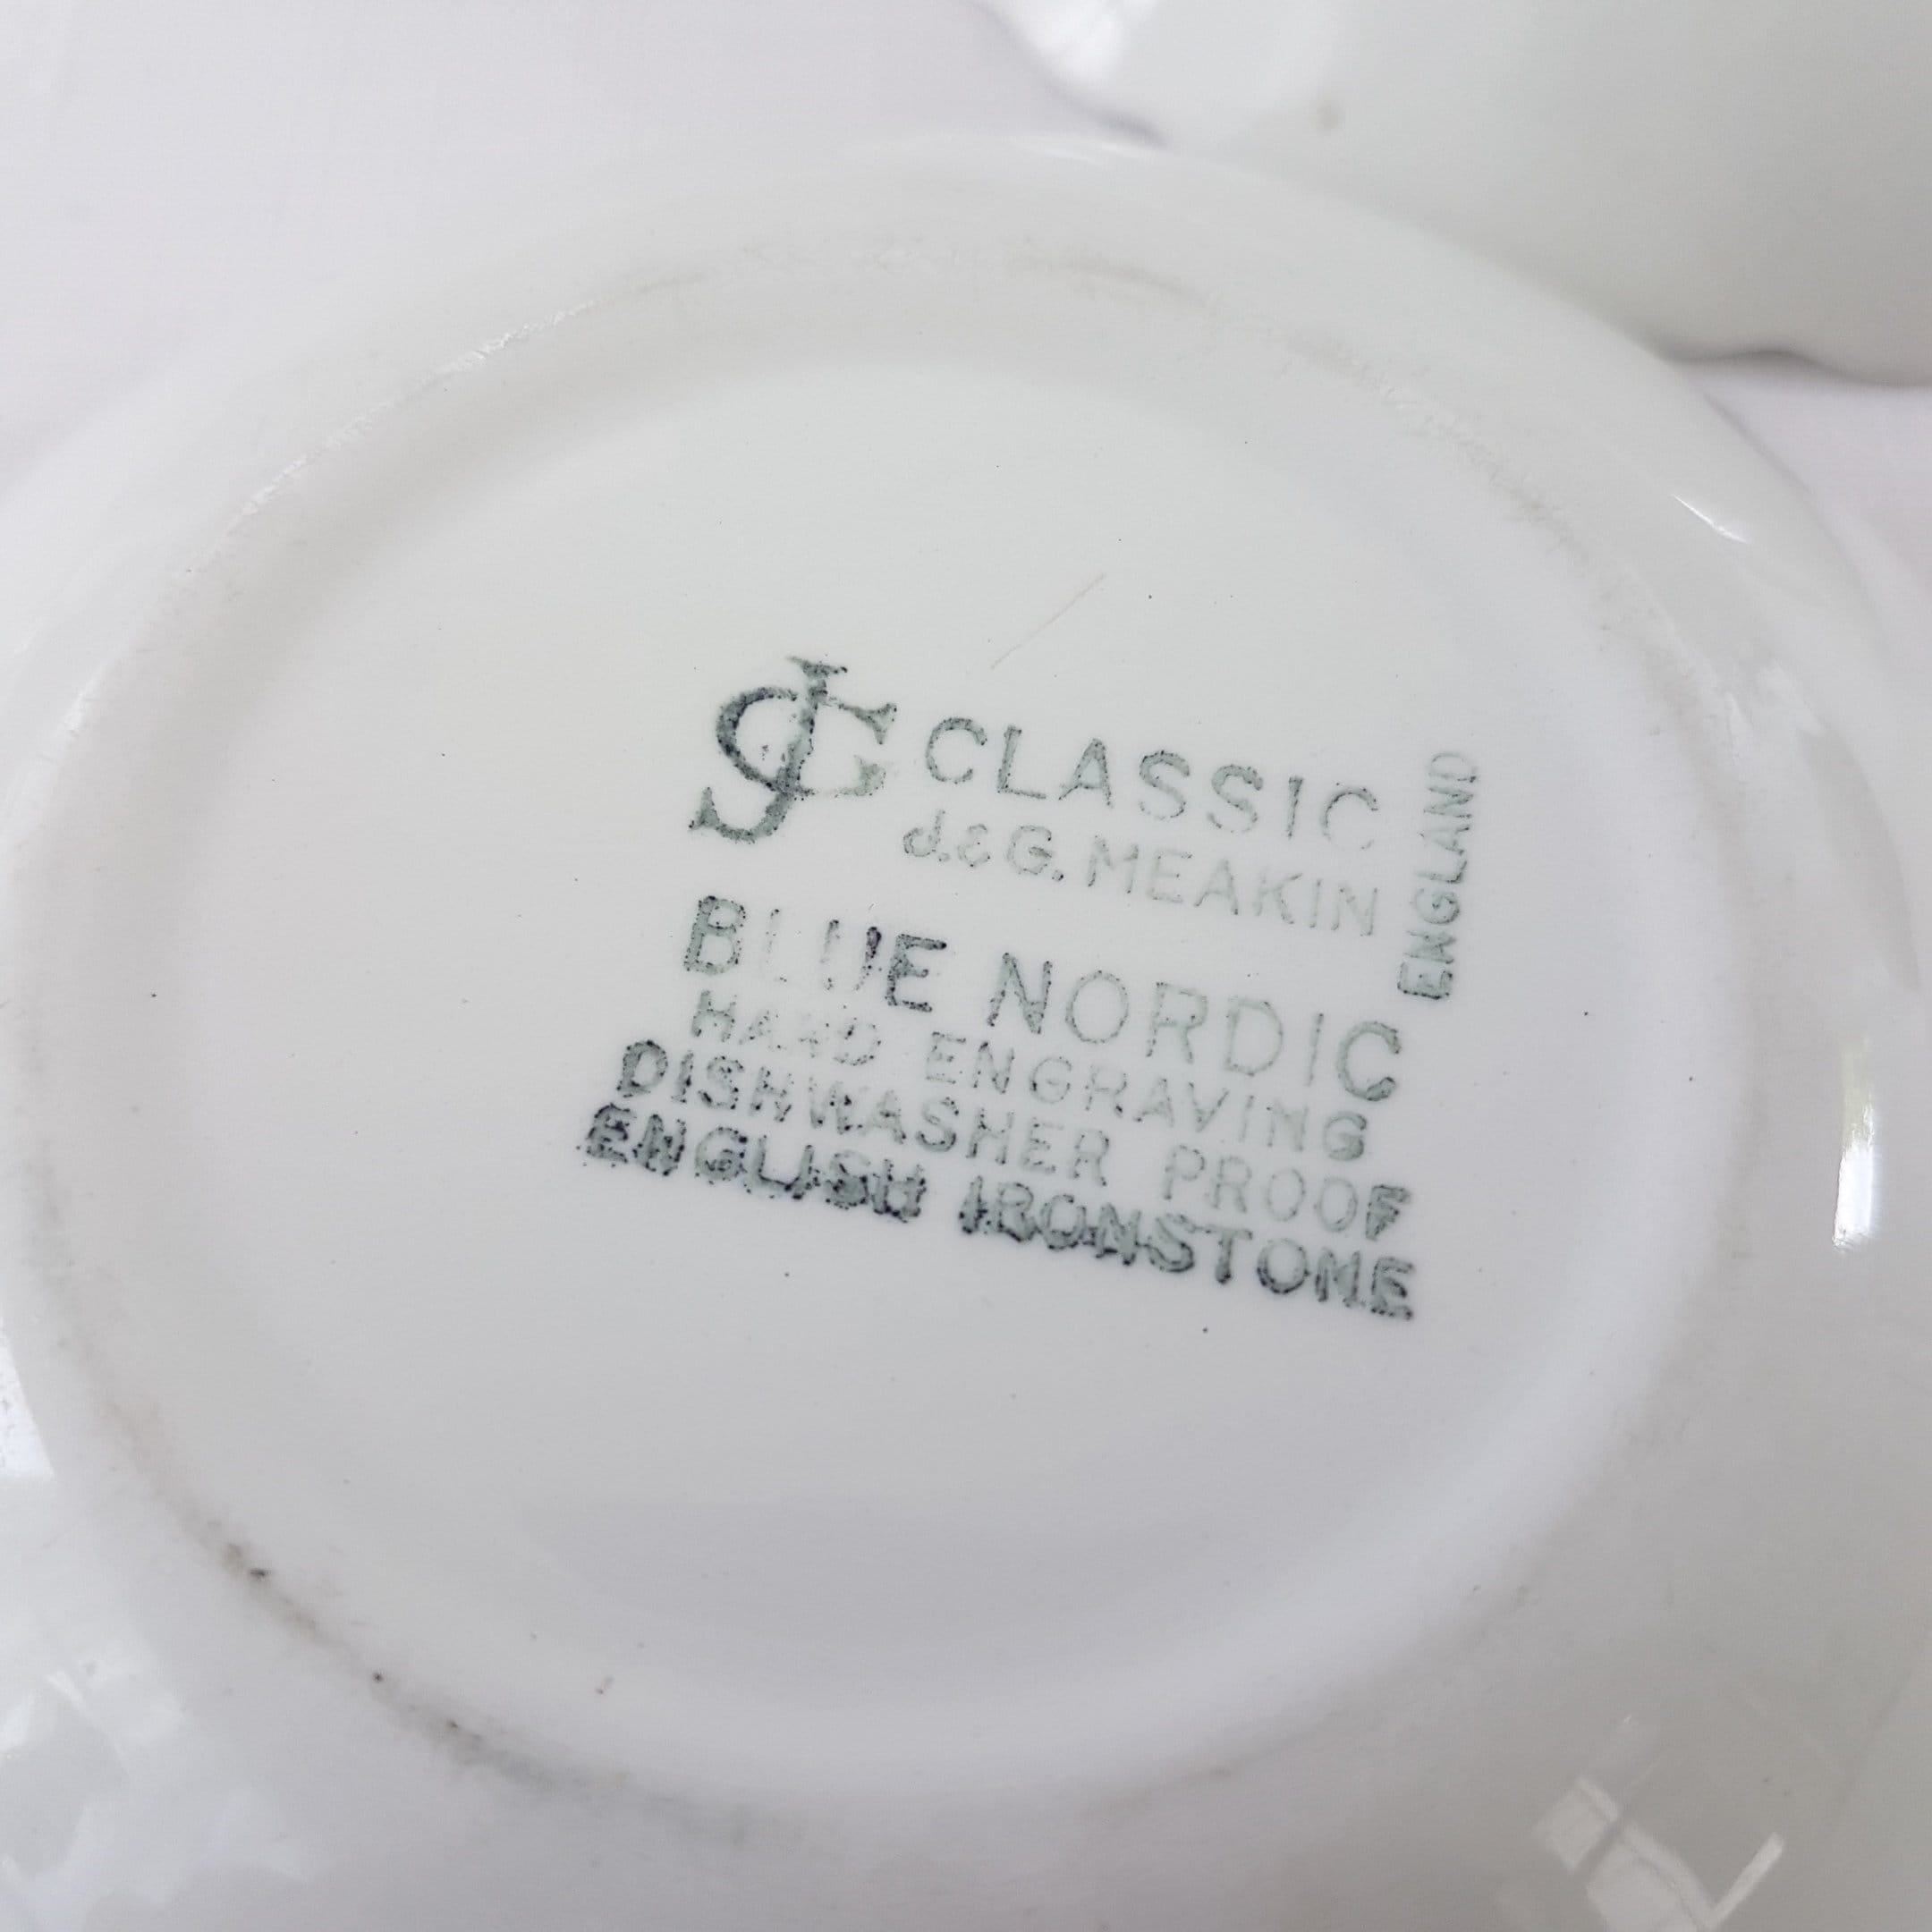 JG CLASSIC
J.&G. MEAKIN
ENGLAND
BLUE NORDIC
HAND ENGRAVING
DISHWASHER PROOF
ENGLISH IRONSTONE